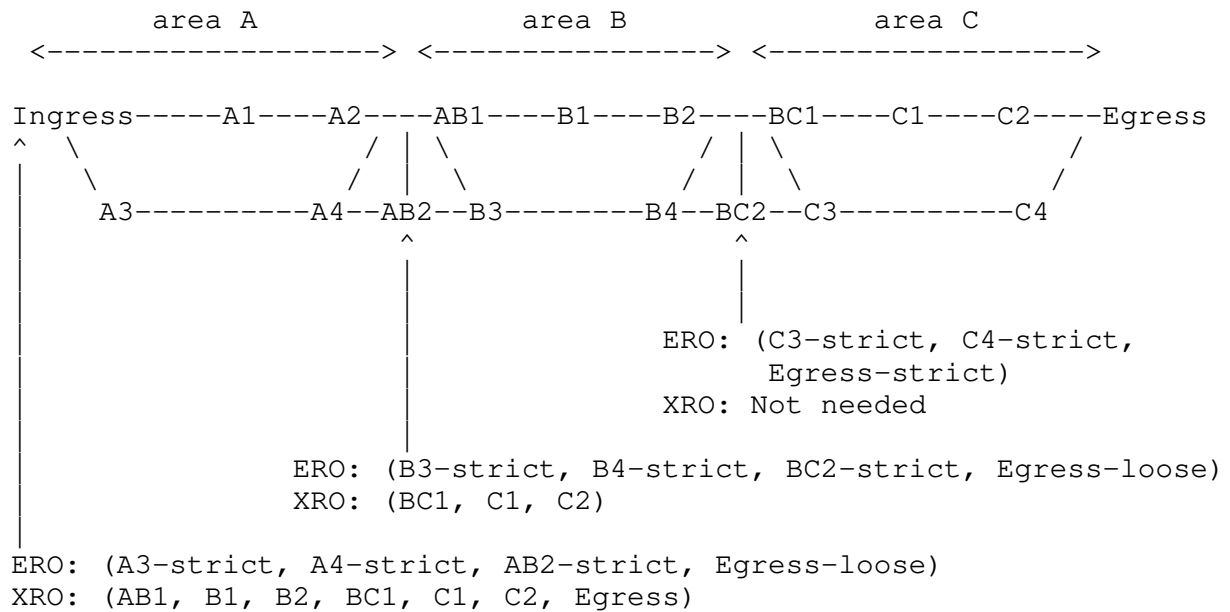 area A area B area C
<--------------------> <-----------------> <------------------->
Ingress-----A1----A2----AB1----B1----B2----BC1----C1----C2----Egress
^ \ / | \ / | \ /
| \ / | \ / | \ /
| A3----------A4--AB2--B3--------B4--BC2--C3----------C4
| ^ ^
| | |
| | |
| | |
| | ERO: (C3-strict, C4-strict,
| | Egress-strict)
| | XRO: Not needed
| |
| ERO: (B3-strict, B4-strict, BC2-strict, Egress-loose)
| XRO: (BC1, C1, C2)
|
ERO: (A3-strict, A4-strict, AB2-strict, Egress-loose)
XRO: (AB1, B1, B2, BC1, C1, C2, Egress)